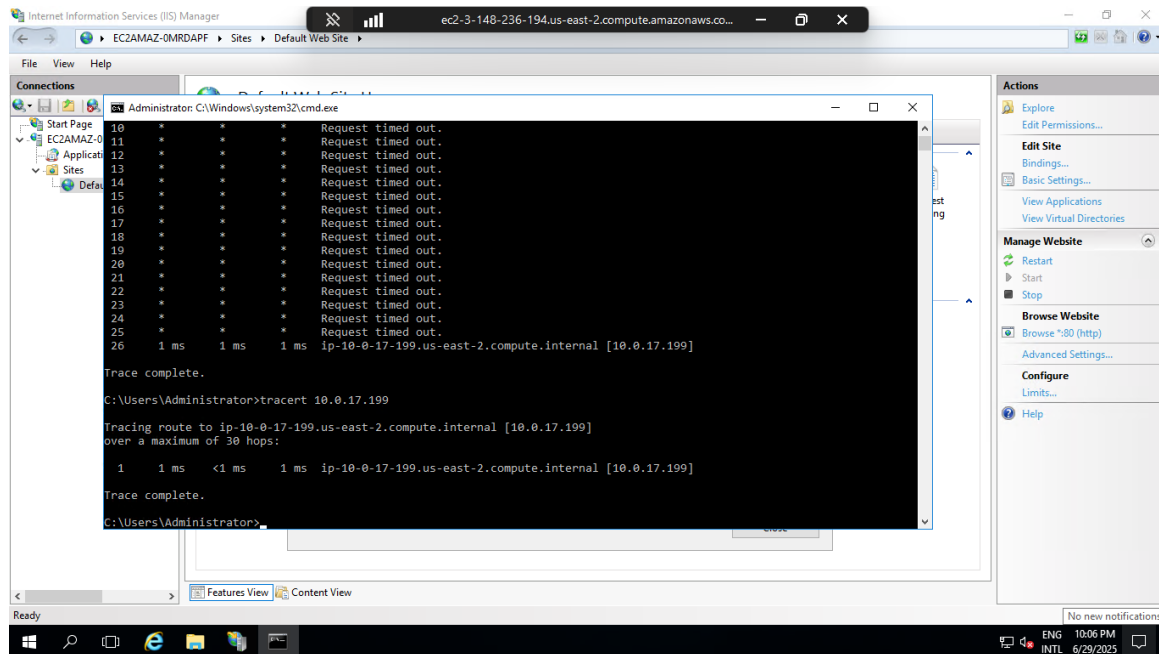 Internet Information Services (IIS) Manager
ec2-3-148-236-194.us-east-2.compute.amazonaws.co...
EC2AMAZ-0MRDAPF
Sites
Default Web Site
File View Help
Connections
Start Page
EC2AMAZ-0
Applicati
Sites
Defau
Administrator: C:\Windows\system32\cmd.exe
10 * * * Request timed out.
11 * * * Request timed out.
12 * * * Request timed out.
13 * * * Request timed out.
14 * * * Request timed out.
15 * * * Request timed out.
16 * * * Request timed out.
17 * * * Request timed out.
18 * * * Request timed out.
19 * * * Request timed out.
20 * * * Request timed out.
21 * * * Request timed out.
22 * * * Request timed out.
23 * * * Request timed out.
24 * * * Request timed out.
25 * * * Request timed out.
26 1 ms 1 ms 1 ms ip-10-0-17-199.us-east-2.compute.internal [10.0.17.199]
Trace complete.
C:\Users\Administrator>tracert 10.0.17.199
Tracing route to ip-10-0-17-199.us-east-2.compute.internal [10.0.17.199]
over a maximum of 30 hops:
1 1 ms <1 ms 1 ms ip-10-0-17-199.us-east-2.compute.internal [10.0.17.199]
Trace complete.
C:\Users\Administrator>
est
ng
Features View
Content View
Actions
Explore
Edit Permissions...
Edit Site
Bindings...
Basic Settings...
View Applications
View Virtual Directories
Manage Website
Restart
Start
Stop
Browse Website
Browse *:80 (http)
Advanced Settings...
Configure
Limits...
Help
Ready
No new notifications
ENG
INTL
10:06 PM
6/29/2025